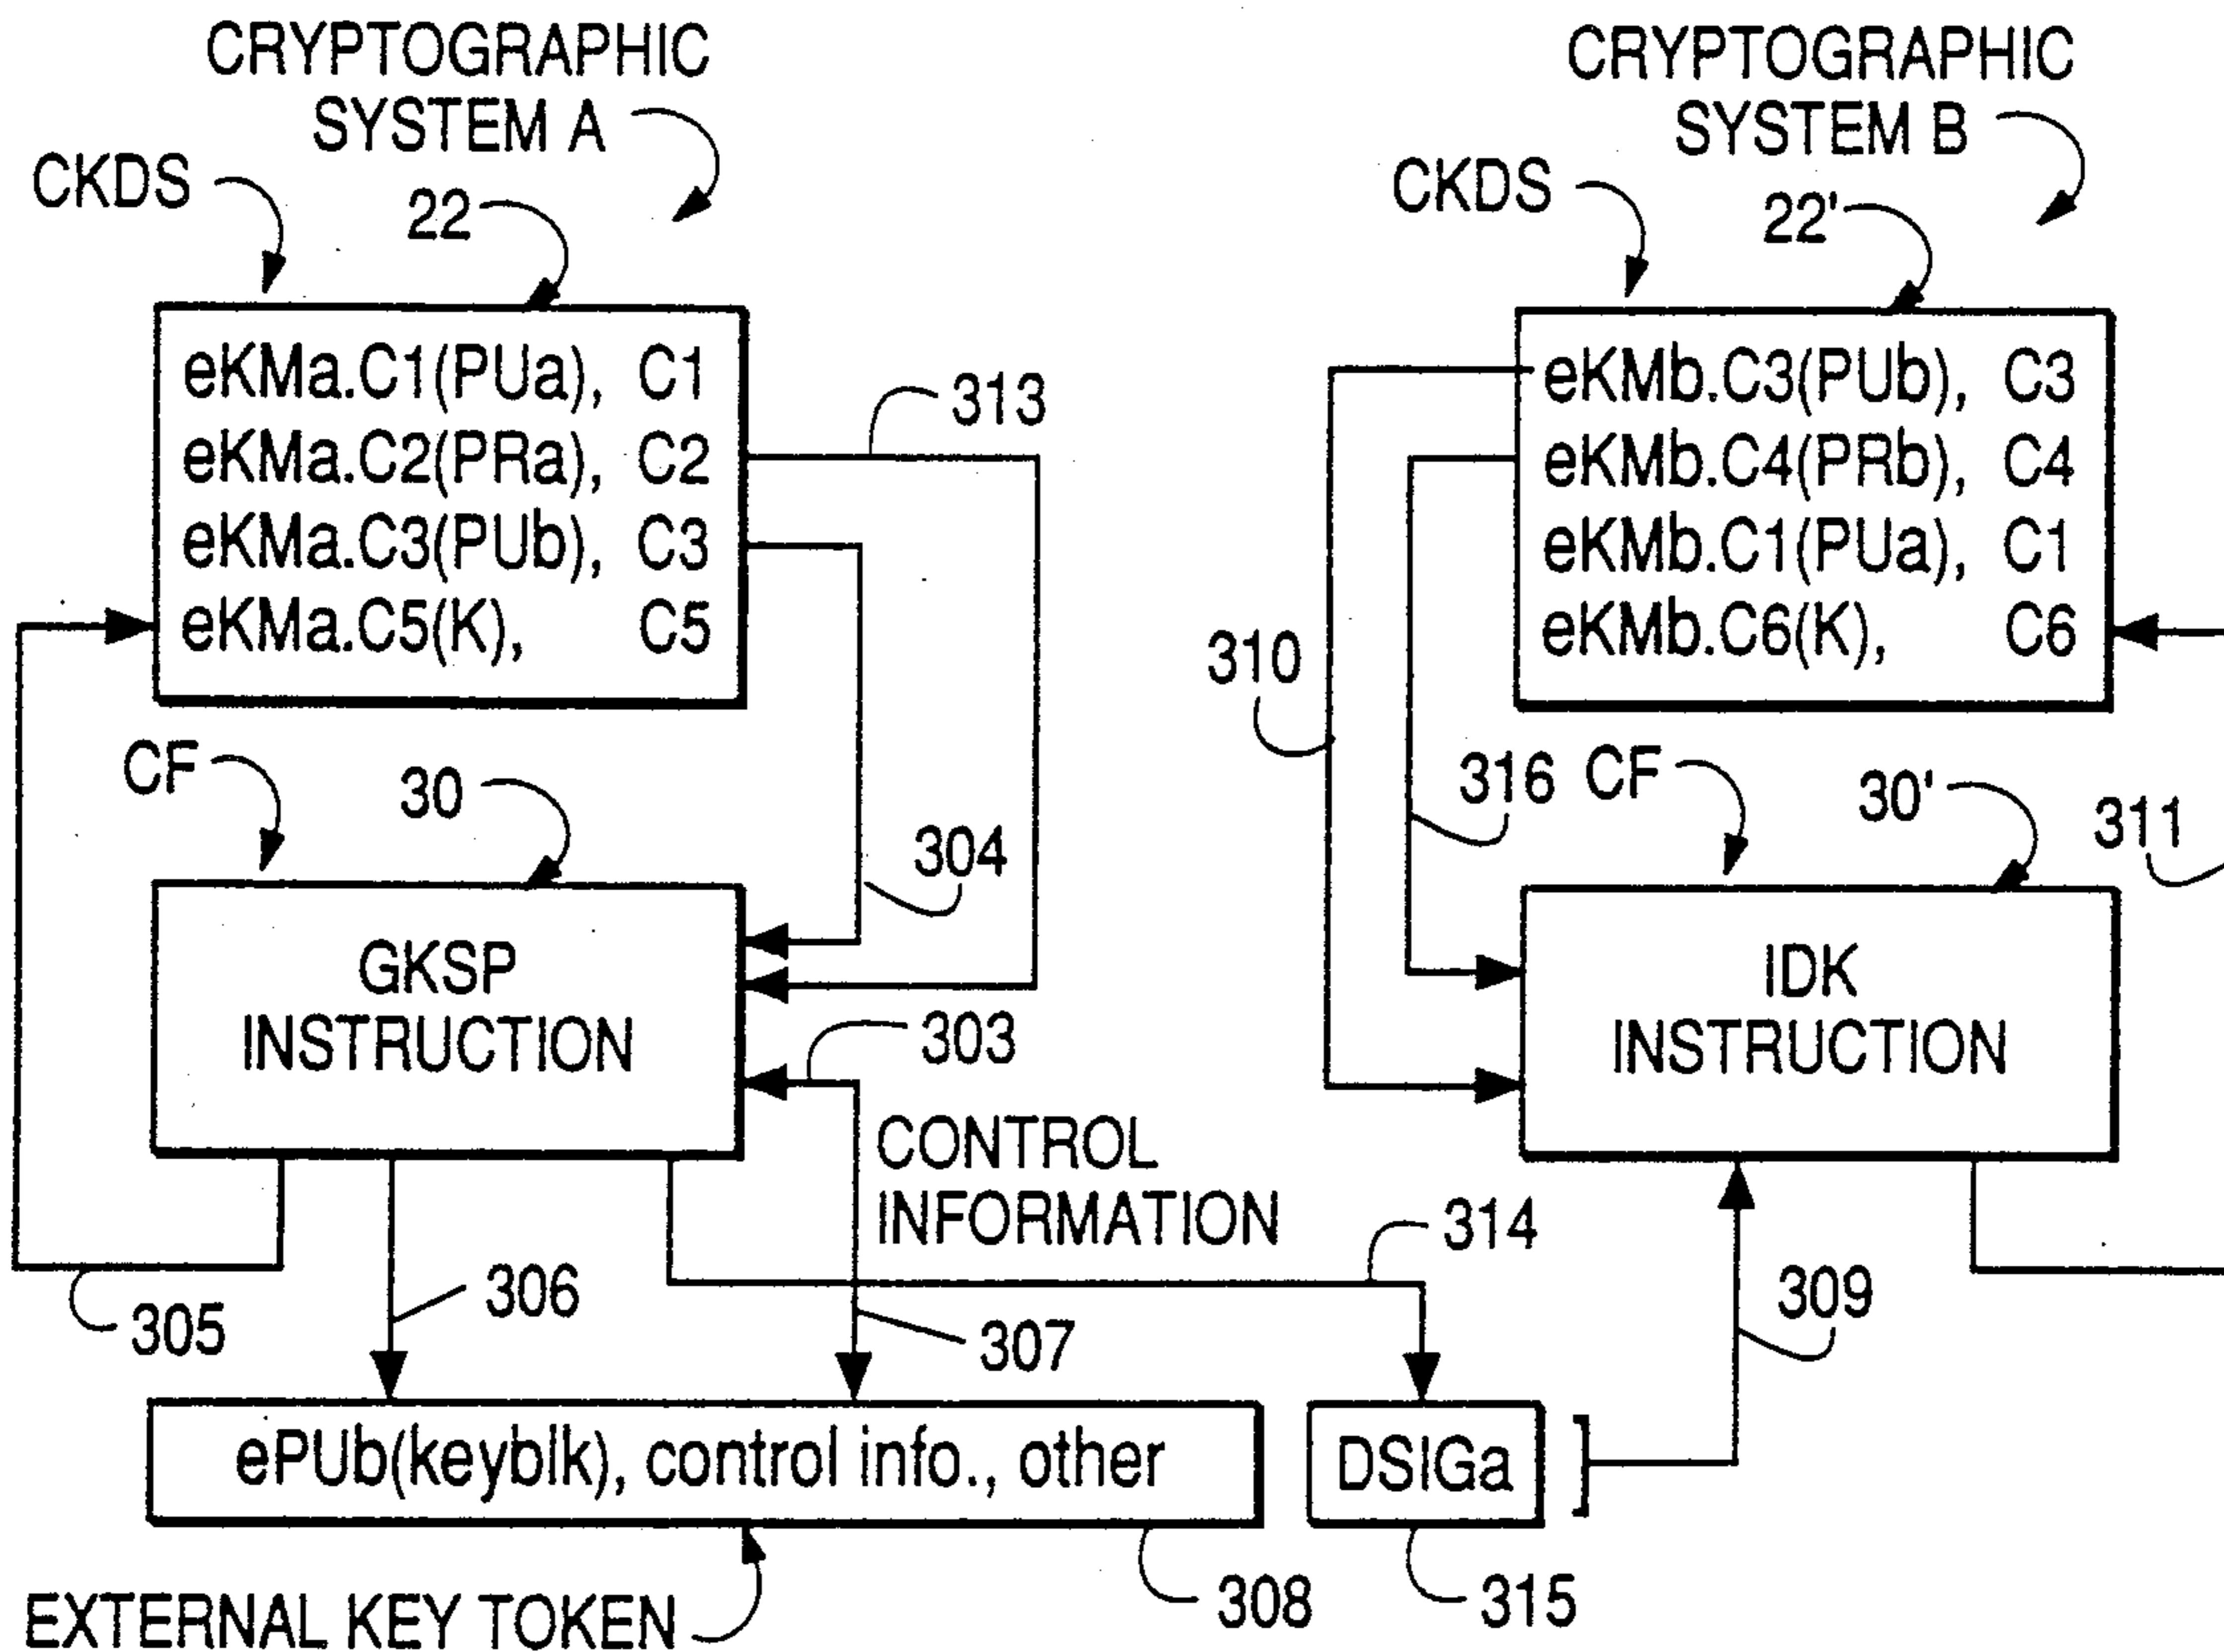 CRYPTOGRAPHIC
SYSTEM A
CKDS
22
eKMa.C1(PUa), C1
eKMa.C2(PRa), C2
eKMa.C3(PUb), C3
eKMa.C5(K), C5
313
CF
30
304
GKSP
INSTRUCTION
303
CONTROL
INFORMATION
305
306
307
314
ePUb(keyblk), control info., other
EXTERNAL KEY TOKEN
308
CRYPTOGRAPHIC
SYSTEM B
CKDS
22'
eKMb.C3(PUb), C3
eKMb.C4(PRb), C4
eKMb.C1(PUa), C1
eKMb.C6(K), C6
310
316
CF
30'
311
IDK
INSTRUCTION
309
DSIGa
]
315